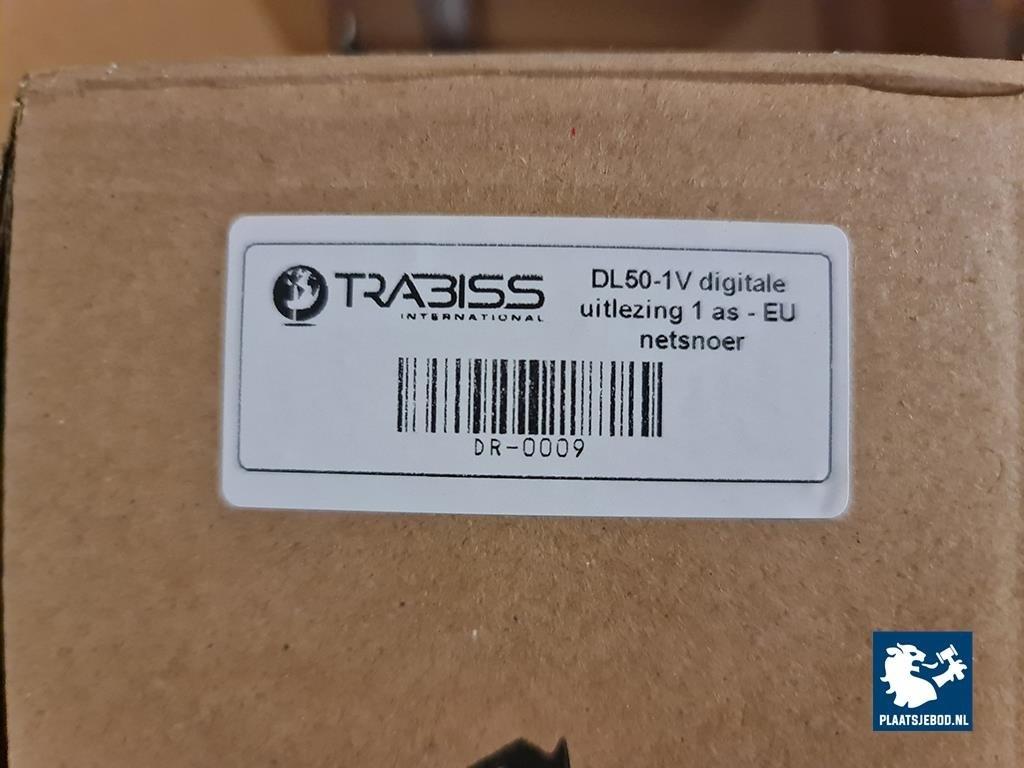 TRABISS
INTERNATIONAL
DL50-1V digitale
uitlezing 1 as - EU
netsnoer
DR-0009
PLAATSJEBOD.NL